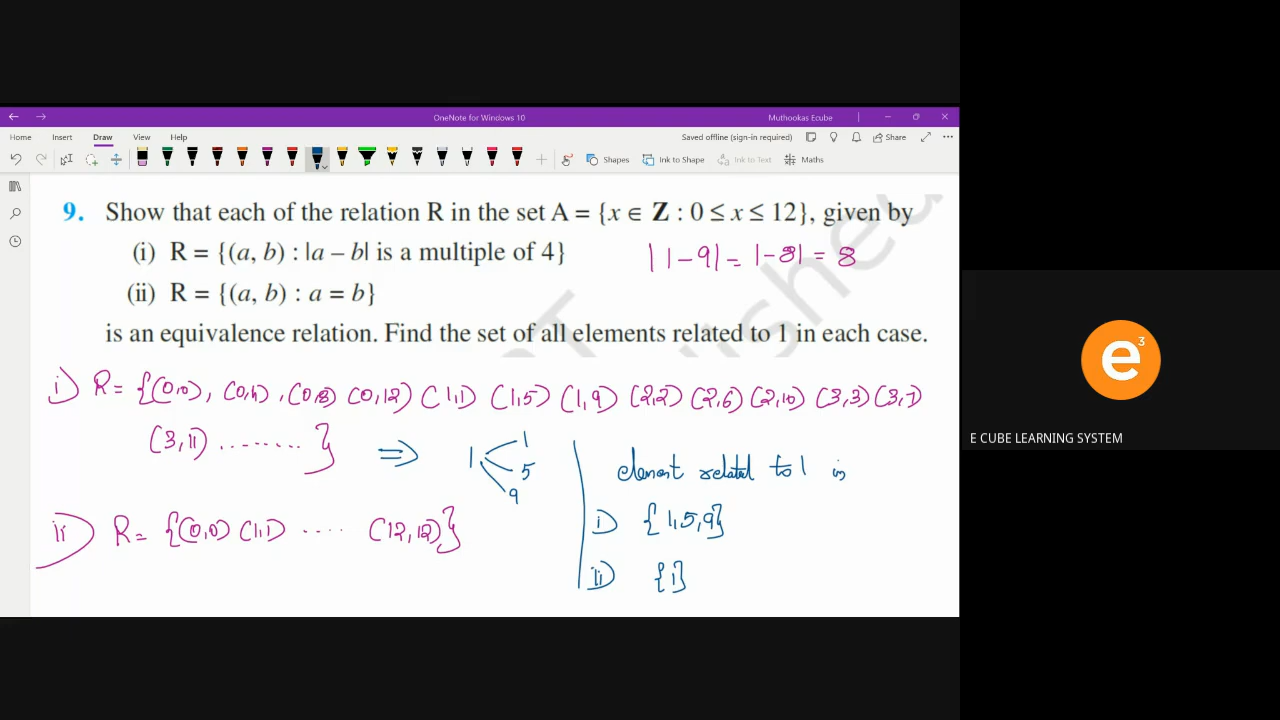 OneNote for Windows 10
Muthookas Ecube
Home Insert Draw View Help
Saved offline (sign-in required) Share
Shapes Ink to Shape Ink to Text Maths
9. Show that each of the relation R in the set A = {x ∈ Z : 0 ≤ x ≤ 12}, given by
(i) R = {(a, b) : |a – b| is a multiple of 4}
|1-9| = |-8| = 8
(ii) R = {(a, b) : a = b}
is an equivalence relation. Find the set of all elements related to 1 in each case.
i) R = {(0,0), (0,4), (0,8) (0,12) (1,1) (1,5) (1,9) (2,2) (2,6) (2,10) (3,3) (3,7)
(3,11) ........ }
⇒ 1
1
5
9
element related to 1 is
i) {1,5,9}
ii) R = {(0,0) (1,1) .... (12,12)}
ii) {1}
e3
E CUBE LEARNING SYSTEM